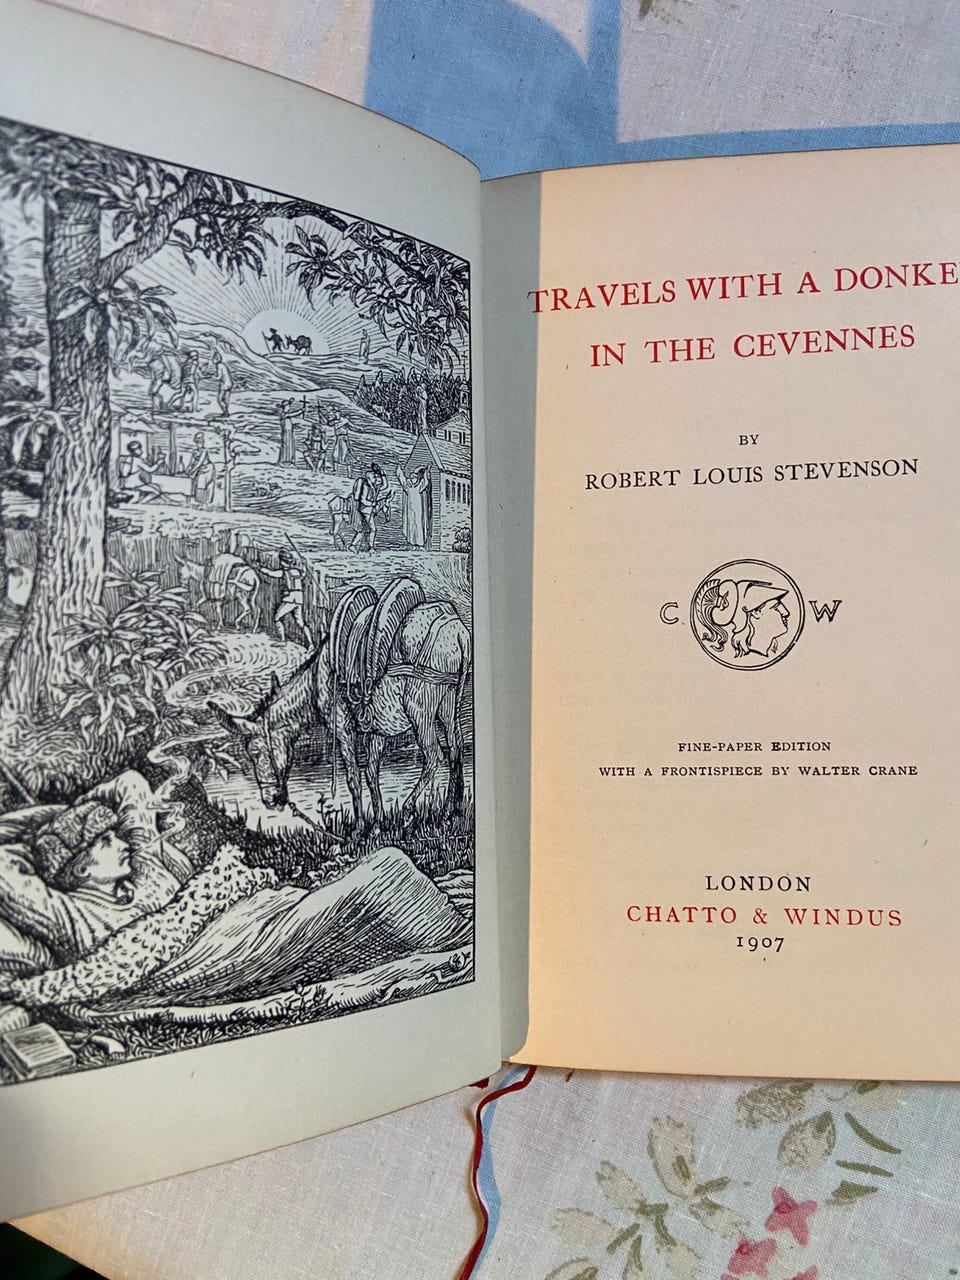 TRAVELS WITH A DONKE
IN THE CEVENNES
BY
ROBERT LOUIS STEVENSON
C W
FINE-PAPER EDITION
WITH A FRONTISPIECE BY WALTER CRANE
LONDON
CHATTO & WINDUS
1907